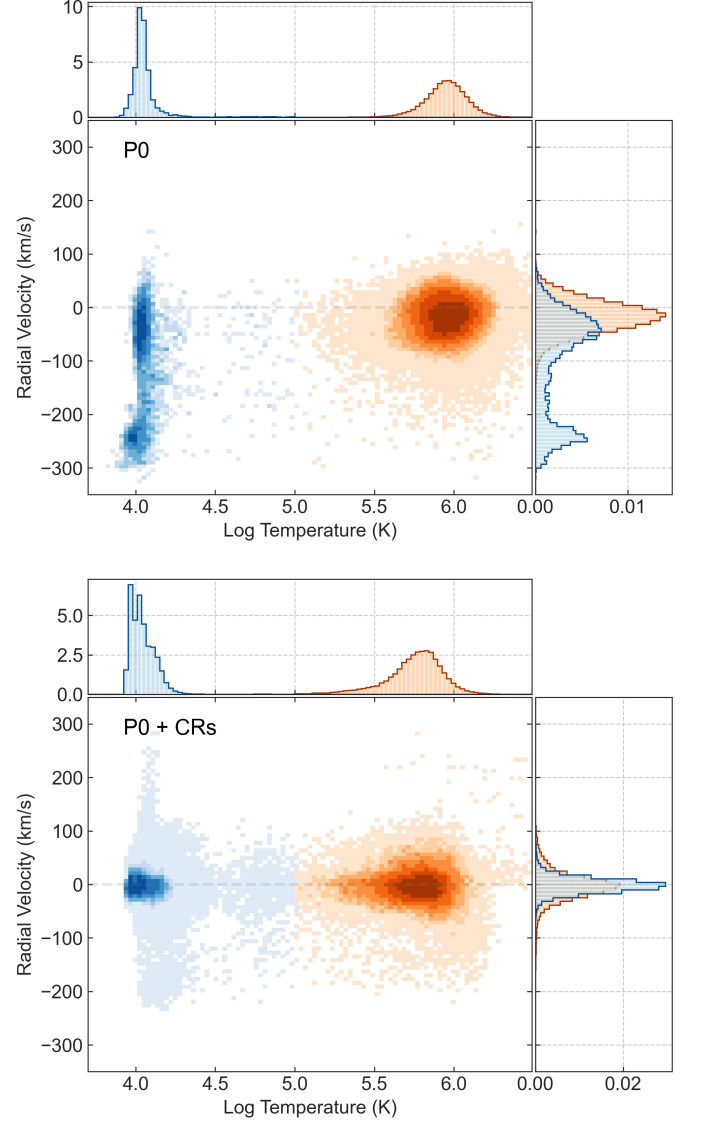 10
5
0
P0
300
200
100
0
−100
−200
−300
Radial Velocity (km/s)
4.0 4.5 5.0 5.5 6.0 0.00 0.01
Log Temperature (K)
5.0
2.5
0.0
P0 + CRs
300
200
100
0
−100
−200
−300
Radial Velocity (km/s)
4.0 4.5 5.0 5.5 6.0 0.00 0.02
Log Temperature (K)